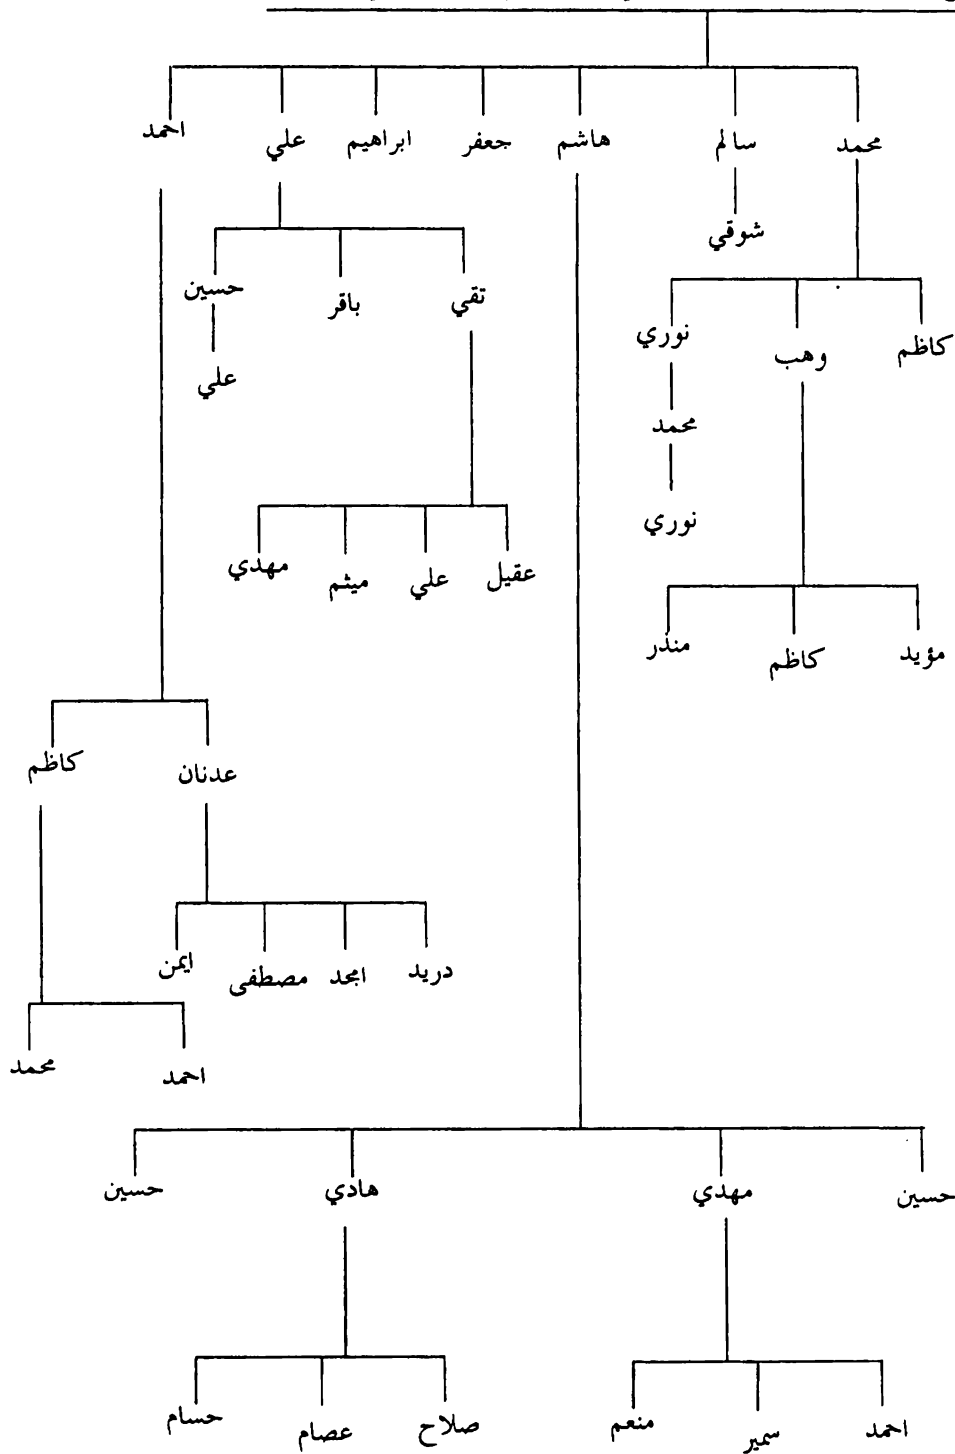 محمد سالم هاشم جعفر ابراهيم علي احمد
شوقي
تقي باقر حسين
كاظم وهب نوري
علي
محمد
نوري
عقيل علي ميثم مهدي
مؤيد كاظم منذر
عدنان كاظم
دريد امجد مصطفى ايمن
احمد محمد
حسين مهدي هادي حسين
احمد سمير منعم صلاح عصام حسام